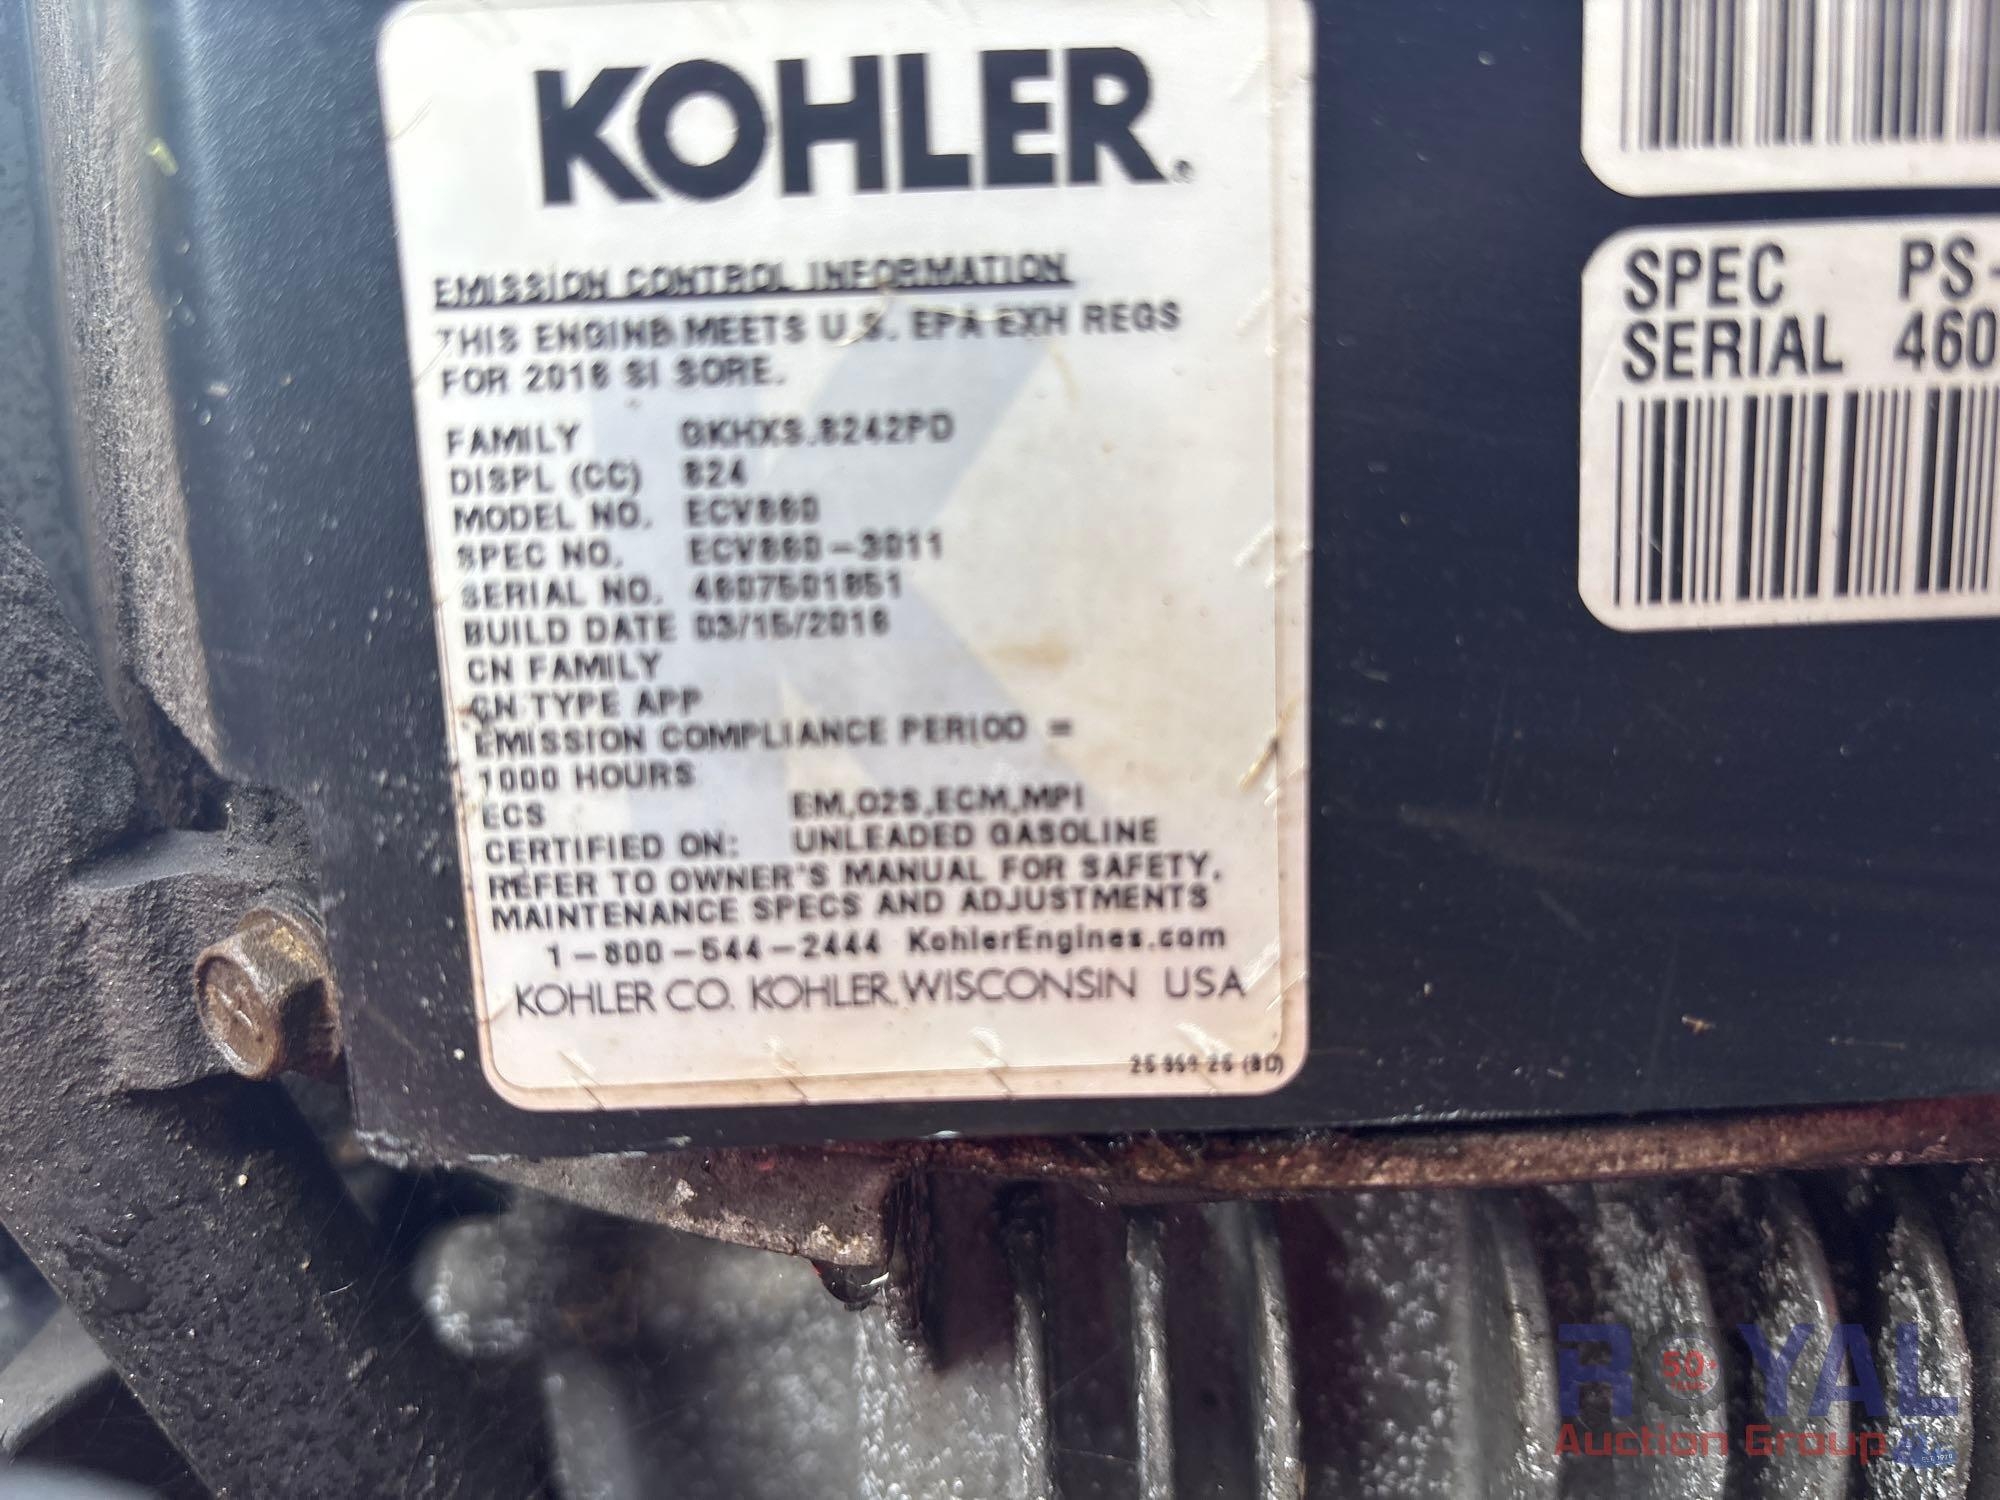 KOHLER®
EMISSION CONTROL INFORMATION
THIS ENGINE MEETS U.S. EPA EXH REGS
FOR 2016 SI SORE.
FAMILY GKHXS.8242PD
DISPL (CC) 824
MODEL NO. ECV860
SPEC NO. ECV860-3011
SERIAL NO. 4607501851
BUILD DATE 03/15/2016
CN FAMILY
CN TYPE APP
EMISSION COMPLIANCE PERIOD =
1000 HOURS
ECS EM,O2S,ECM,MPI
CERTIFIED ON: UNLEADED GASOLINE
REFER TO OWNER'S MANUAL FOR SAFETY,
MAINTENANCE SPECS AND ADJUSTMENTS
1-800-544-2444 KohlerEngines.com
KOHLER CO. KOHLER, WISCONSIN USA
SPEC PS-
SERIAL 460
ROYAL
50+
Auction Group